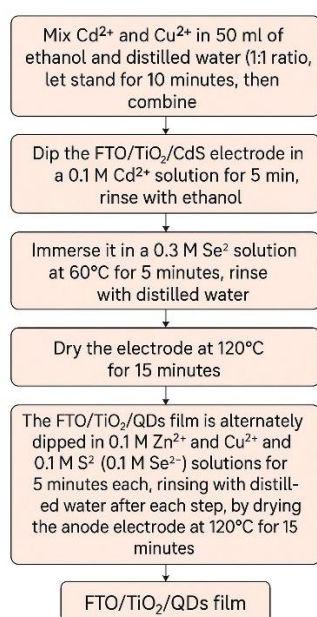 Mix Cd²⁺ and Cu²⁺ in 50 ml of
ethanol and distilled water (1:1 ratio,
let stand for 10 minutes, then
combine
Dip the FTO/TiO₂/CdS electrode in
a 0.1 M Cd²⁺ solution for 5 min,
rinse with ethanol
Immerse it in a 0.3 M Se² solution
at 60°C for 5 minutes, rinse
with distilled water
Dry the electrode at 120°C
for 15 minutes
The FTO/TiO₂/QDs film is alternately
dipped in 0.1 M Zn²⁺ and Cu²⁺ and
0.1 M S² (0.1 M Se²⁻) solutions for
5 minutes each, rinsing with distill-
ed water after each step, by drying
the anode electrode at 120°C for 15
minutes
FTO/TiO₂/QDs film